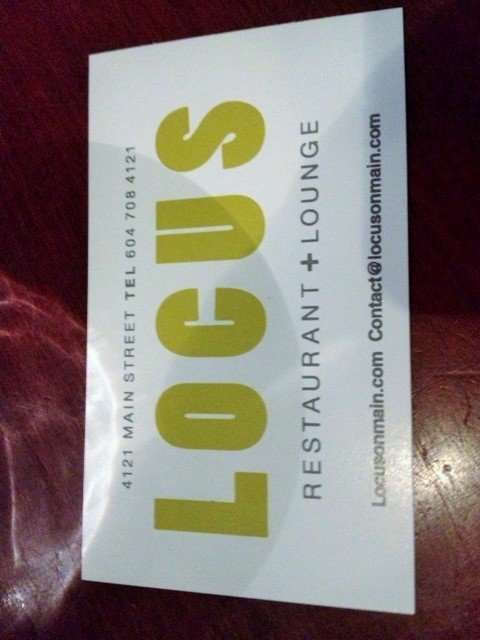 4121 MAIN STREET TEL 604 708 4121
LOCUS
RESTAURANT + LOUNGE
Locusonmain.com Contact@locusonmain.com